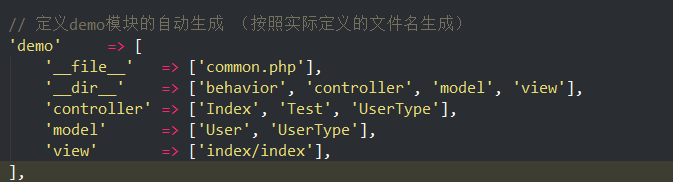 // 定义demo模块的自动生成 （按照实际定义的文件名生成）
'demo'     => [
    '__file__'   => ['common.php'],
    '__dir__'    => ['behavior', 'controller', 'model', 'view'],
    'controller' => ['Index', 'Test', 'UserType'],
    'model'      => ['User', 'UserType'],
    'view'       => ['index/index'],
],